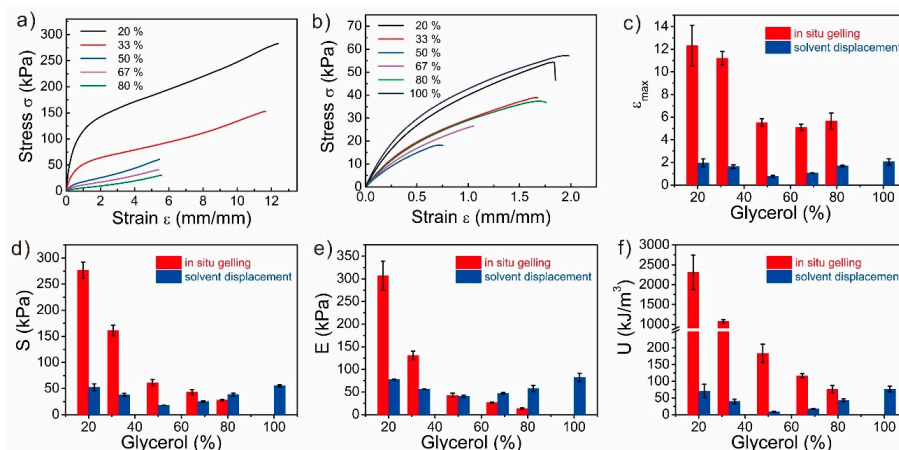 a)
300
250
200
150
100
50
0
Stress σ (kPa)
20 %
33 %
50 %
67 %
80 %
0 2 4 6 8 10 12
Strain ε (mm/mm)
b)
70
60
50
40
30
20
10
0
Stress σ (kPa)
20 %
33 %
50 %
67 %
80 %
100 %
0.0 0.5 1.0 1.5 2.0
Strain ε (mm/mm)
c)
in situ gelling
solvent displacement
14
12
10
8
6
4
2
0
εmax
20 40 60 80 100
Glycerol (%)
d)
in situ gelling
solvent displacement
300
250
200
150
100
50
0
S (kPa)
20 40 60 80 100
Glycerol (%)
e)
in situ gelling
solvent displacement
350
300
250
200
150
100
50
0
E (kPa)
20 40 60 80 100
Glycerol (%)
f)
in situ gelling
solvent displacement
3000
2500
2000
1500
1000
200
150
100
50
0
U (kJ/m³)
20 40 60 80 100
Glycerol (%)